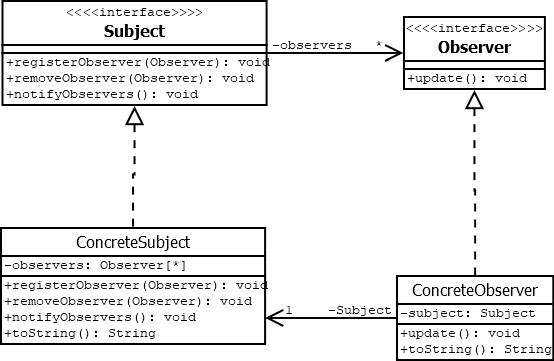 <<<<interface>>>>
Subject
+registerObserver(Observer): void
+removeObserver(Observer): void
+notifyObservers(): void
-observers *
<<<<interface>>>>
Observer
+update(): void
ConcreteSubject
-observers: Observer[*]
+registerObserver(Observer): void
+removeObserver(Observer): void
+notifyObservers(): void
+toString(): String
1 -Subject
ConcreteObserver
-subject: Subject
+update(): void
+toString(): String